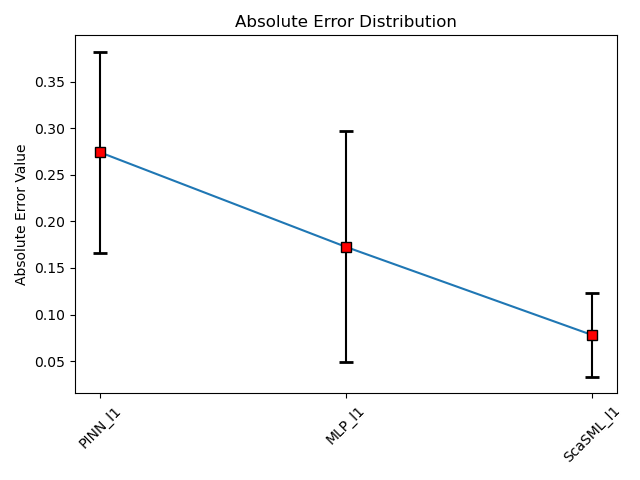 Absolute Error Distribution
Absolute Error Value
0.35
0.30
0.25
0.20
0.15
0.10
0.05
PINN_l1
MLP_l1
ScaSML_l1